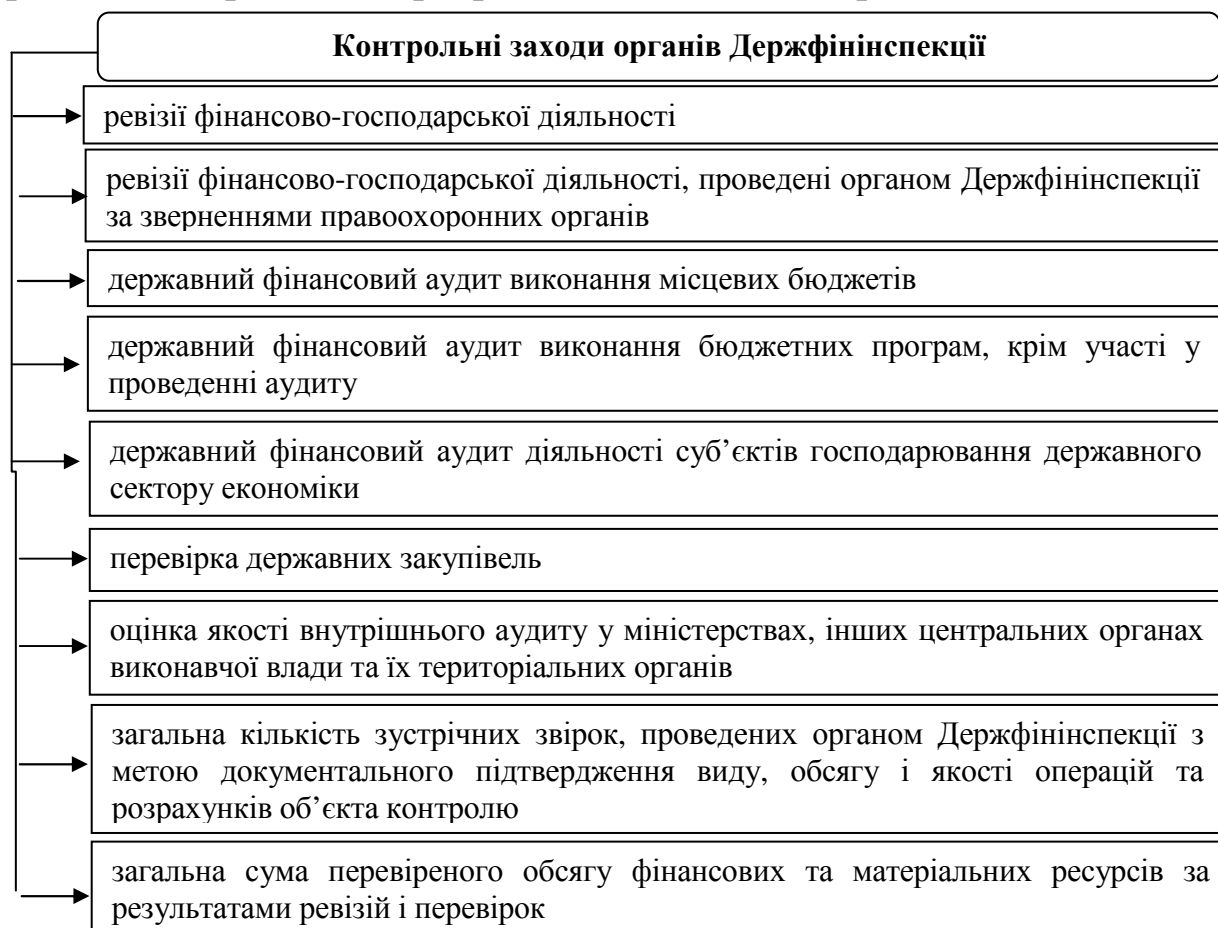 Контрольні заходи органів Держфінінспекції
ревізії фінансово-господарської діяльності
ревізії фінансово-господарської діяльності, проведені органом Держфінінспекції
за зверненнями правоохоронних органів
державний фінансовий аудит виконання місцевих бюджетів
державний фінансовий аудит виконання бюджетних програм, крім участі у
проведенні аудиту
державний фінансовий аудит діяльності суб’єктів господарювання державного
сектору економіки
перевірка державних закупівель
оцінка якості внутрішнього аудиту у міністерствах, інших центральних органах
виконавчої влади та їх територіальних органів
загальна кількість зустрічних звірок, проведених органом Держфінінспекції з
метою документального підтвердження виду, обсягу і якості операцій та
розрахунків об’єкта контролю
загальна сума перевіреного обсягу фінансових та матеріальних ресурсів за
результатами ревізій і перевірок